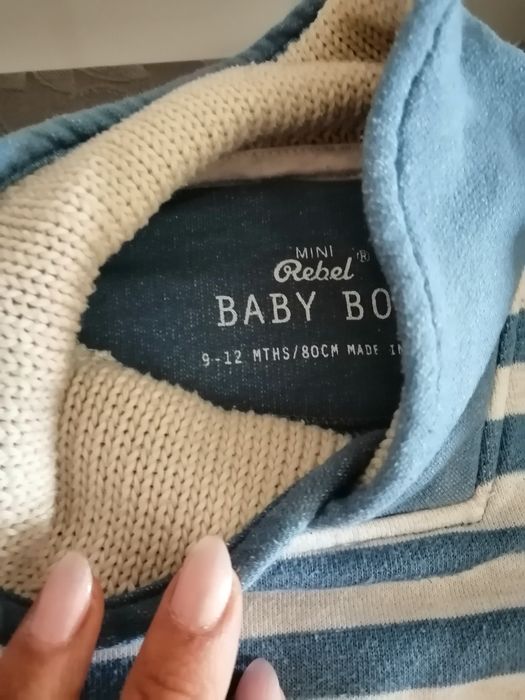 MINI
Rebel®
BABY BO
9-12 MTHS/80CM MADE IN